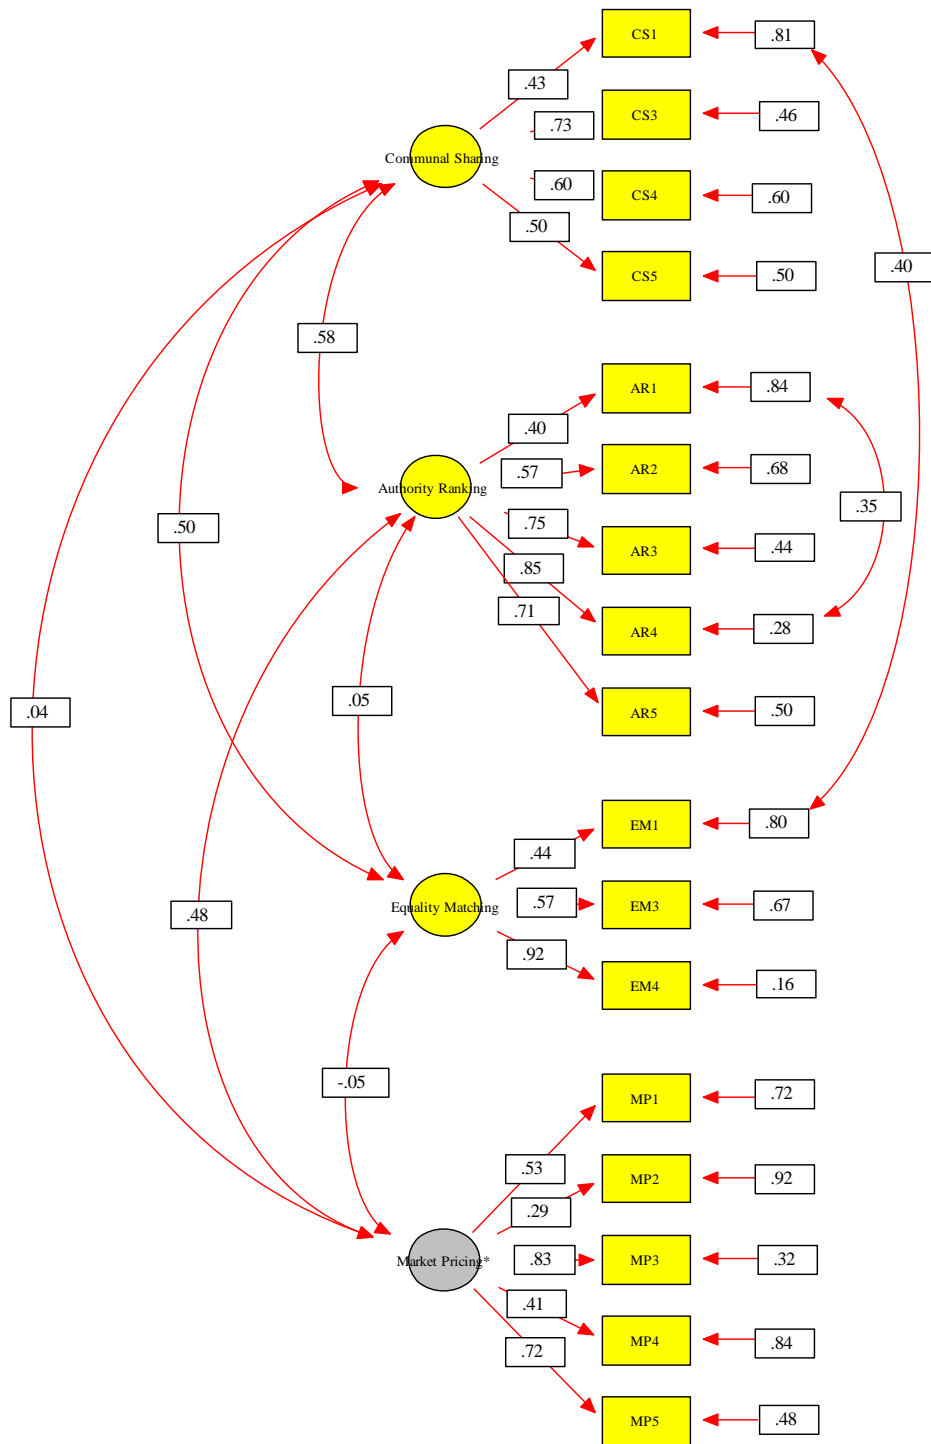 CS1
.81
.43
CS3
.46
.73
Communal Sharing
CS4
.60
.60
.50
CS5
.50
.40
.58
AR1
.84
.40
Authority Ranking
.57
AR2
.68
.35
.50
.75
AR3
.44
.85
.71
AR4
.28
.04
.05
AR5
.50
EM1
.80
.44
Equality Matching
.57
EM3
.67
.48
.92
EM4
.16
-.05
MP1
.72
.53
MP2
.92
.29
Market Pricing*
.83
MP3
.32
.41
.72
MP4
.84
MP5
.48